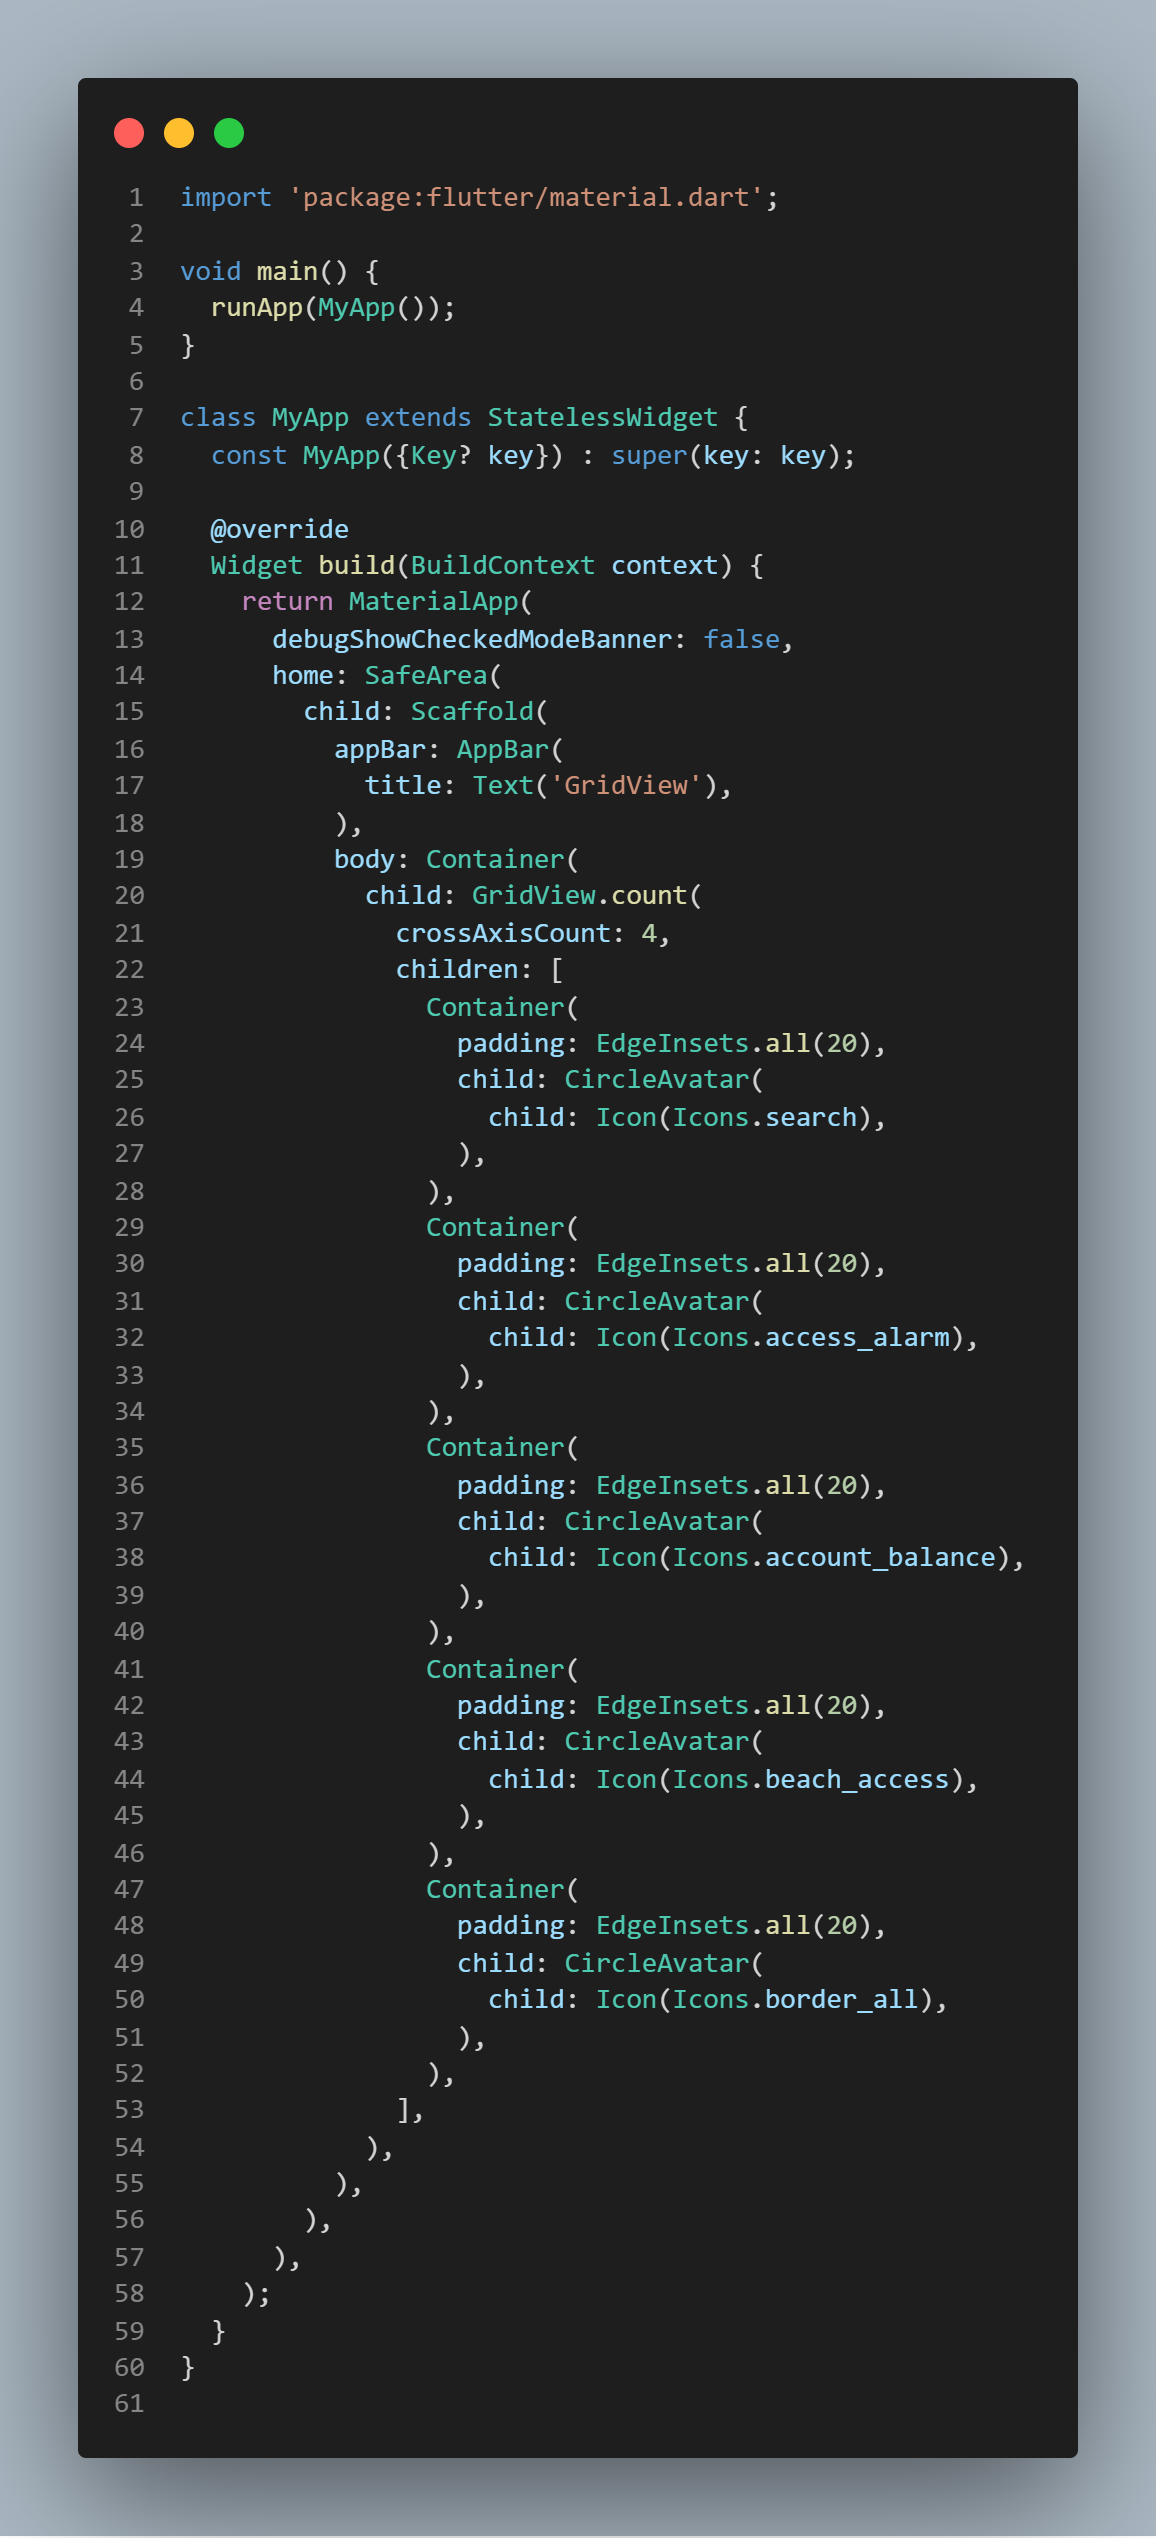 1 import 'package:flutter/material.dart';
2
3 void main() {
4   runApp(MyApp());
5 }
6
7 class MyApp extends StatelessWidget {
8   const MyApp({Key? key}) : super(key: key);
9
10   @override
11   Widget build(BuildContext context) {
12     return MaterialApp(
13       debugShowCheckedModeBanner: false,
14       home: SafeArea(
15         child: Scaffold(
16           appBar: AppBar(
17             title: Text('GridView'),
18           ),
19           body: Container(
20             child: GridView.count(
21               crossAxisCount: 4,
22               children: [
23                 Container(
24                   padding: EdgeInsets.all(20),
25                   child: CircleAvatar(
26                     child: Icon(Icons.search),
27                   ),
28                 ),
29                 Container(
30                   padding: EdgeInsets.all(20),
31                   child: CircleAvatar(
32                     child: Icon(Icons.access_alarm),
33                   ),
34                 ),
35                 Container(
36                   padding: EdgeInsets.all(20),
37                   child: CircleAvatar(
38                     child: Icon(Icons.account_balance),
39                   ),
40                 ),
41                 Container(
42                   padding: EdgeInsets.all(20),
43                   child: CircleAvatar(
44                     child: Icon(Icons.beach_access),
45                   ),
46                 ),
47                 Container(
48                   padding: EdgeInsets.all(20),
49                   child: CircleAvatar(
50                     child: Icon(Icons.border_all),
51                   ),
52                 ),
53               ],
54             ),
55           ),
56         ),
57       ),
58     );
59   }
60 }
61